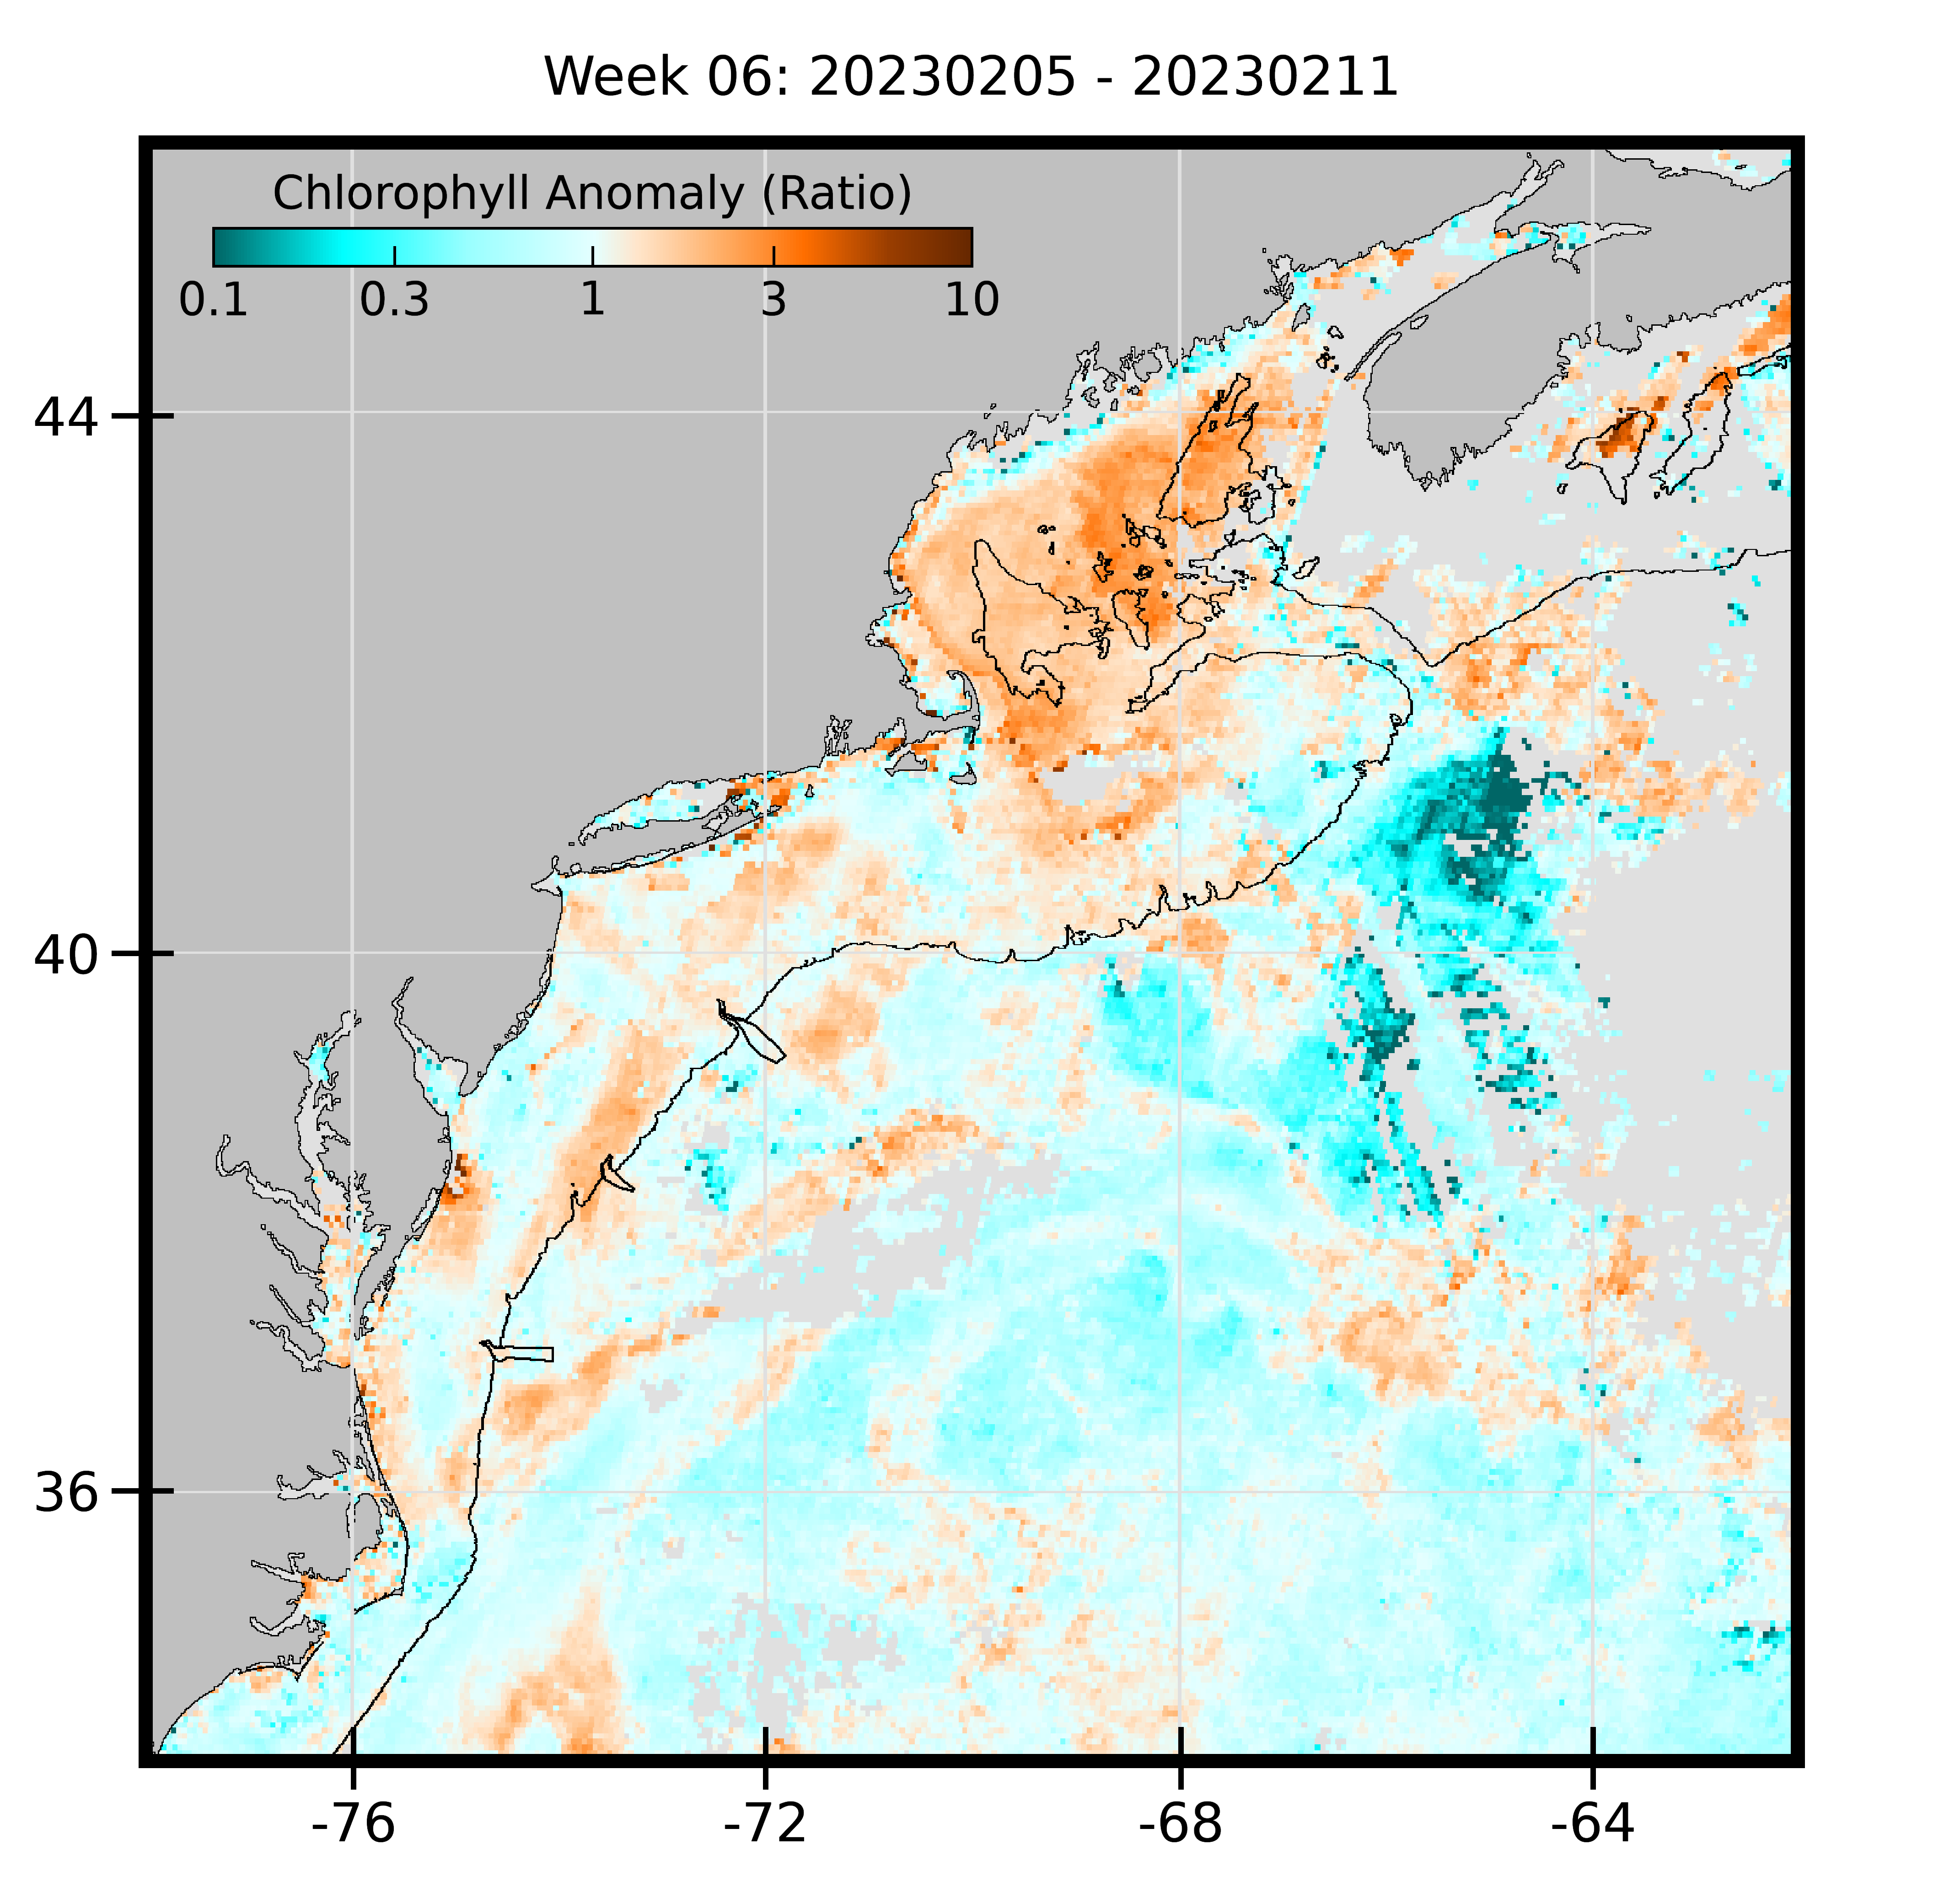 Week 06: 20230205 - 20230211
Chlorophyll Anomaly (Ratio)
0.1 0.3 1 3 10
44
40
36
-76 -72 -68 -64